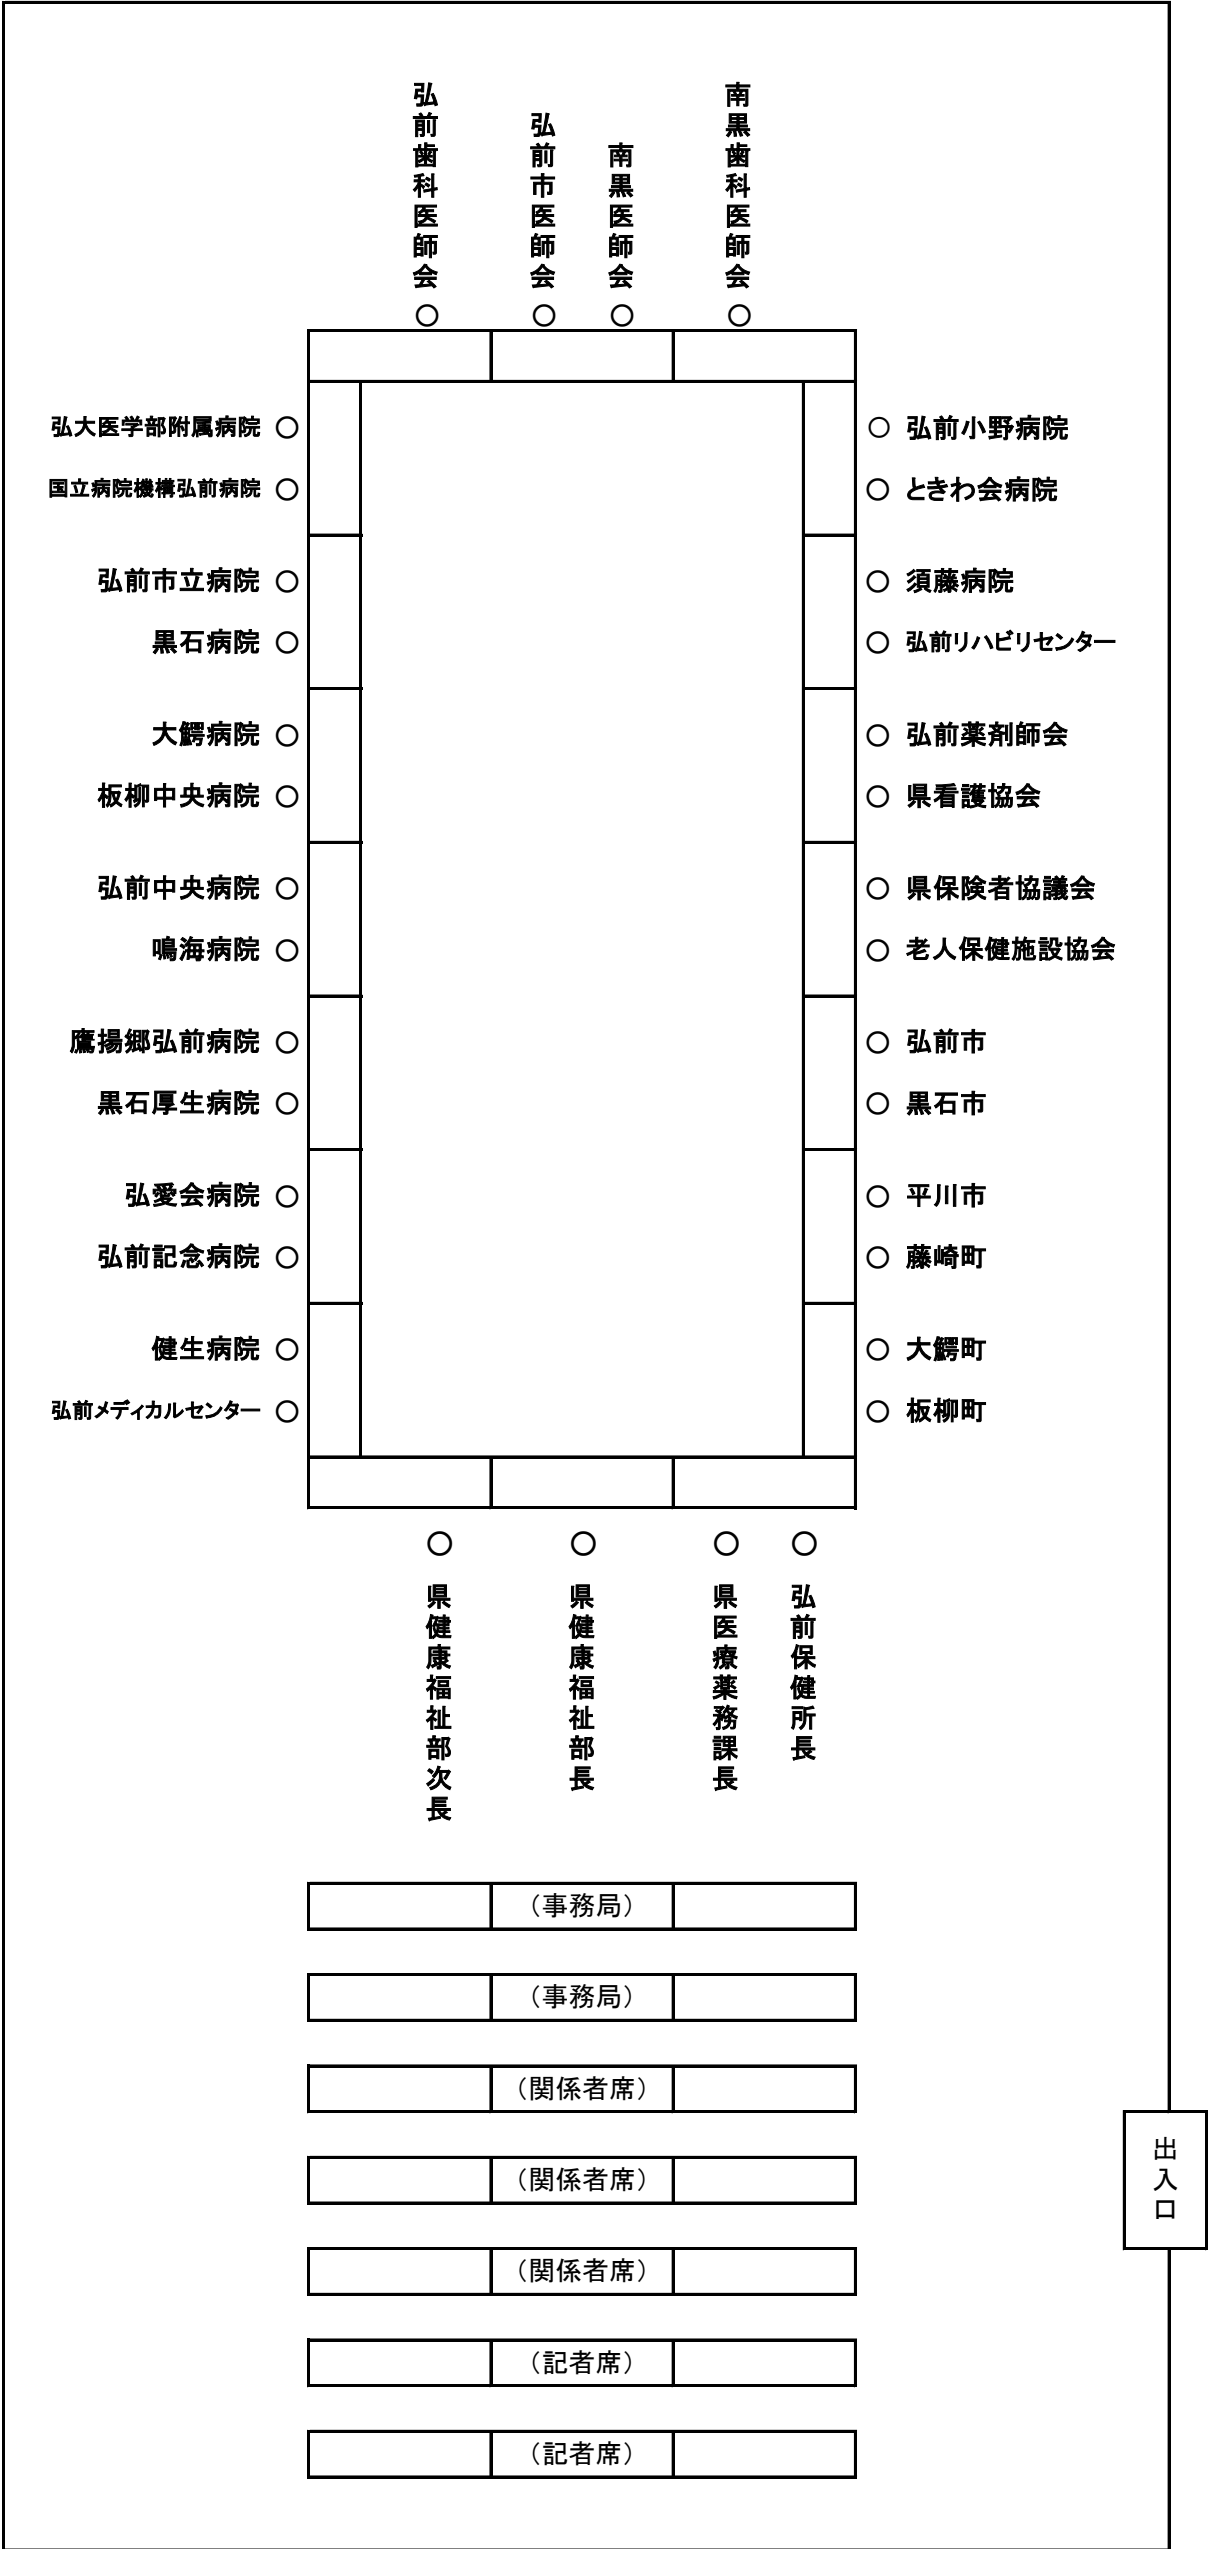 弘前歯科医師会
弘前市医師会
南黒医師会
南黒歯科医師会
○ ○ ○ ○
弘大医学部附属病院 ○
国立病院機構弘前病院 ○
弘前市立病院 ○
黒石病院 ○
大鰐病院 ○
板柳中央病院 ○
弘前中央病院 ○
鳴海病院 ○
鷹揚郷弘前病院 ○
黒石厚生病院 ○
弘愛会病院 ○
弘前記念病院 ○
健生病院 ○
弘前メディカルセンター ○
○ 弘前小野病院
○ ときわ会病院
○ 須藤病院
○ 弘前リハビリセンター
○ 弘前薬剤師会
○ 県看護協会
○ 県保険者協議会
○ 老人保健施設協会
○ 弘前市
○ 黒石市
○ 平川市
○ 藤崎町
○ 大鰐町
○ 板柳町
○ ○ ○ ○
県健康福祉部次長
県健康福祉部長
県医療薬務課長
弘前保健所長
（事務局）
（事務局）
（関係者席）
（関係者席）
（関係者席）
（記者席）
（記者席）
出入口